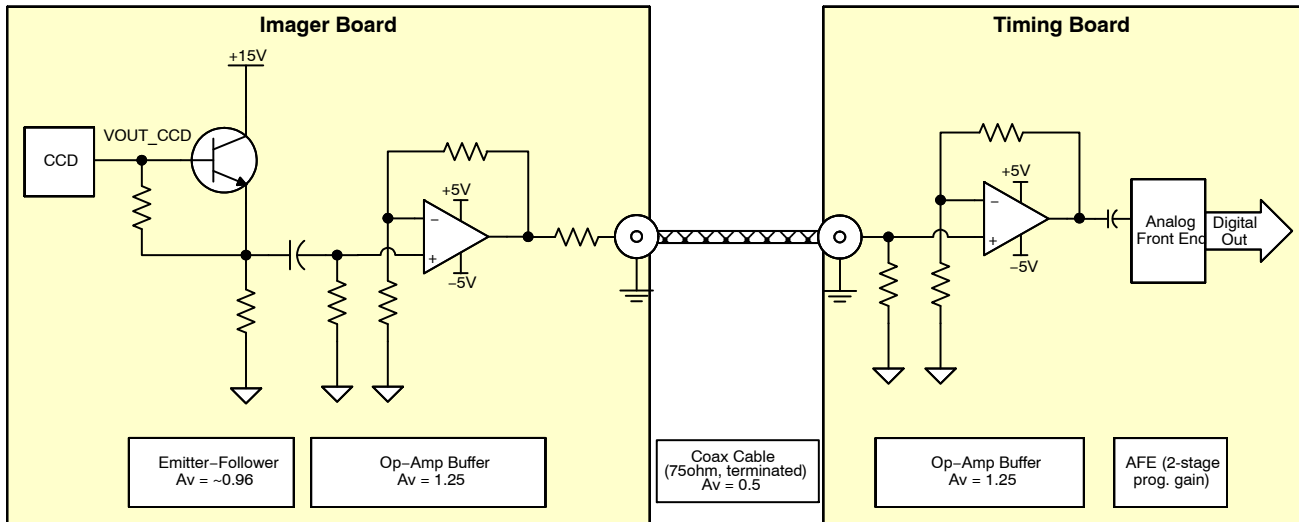 Imager Board
Timing Board
+15V
VOUT_CCD
CCD
+5V
−
+
−5V
+5V
−
+
−5V
Analog
Front End
Digital
Out
Emitter−Follower
Av = ~0.96
Op−Amp Buffer
Av = 1.25
Coax Cable
(75ohm, terminated)
Av = 0.5
Op−Amp Buffer
Av = 1.25
AFE (2-stage
prog. gain)